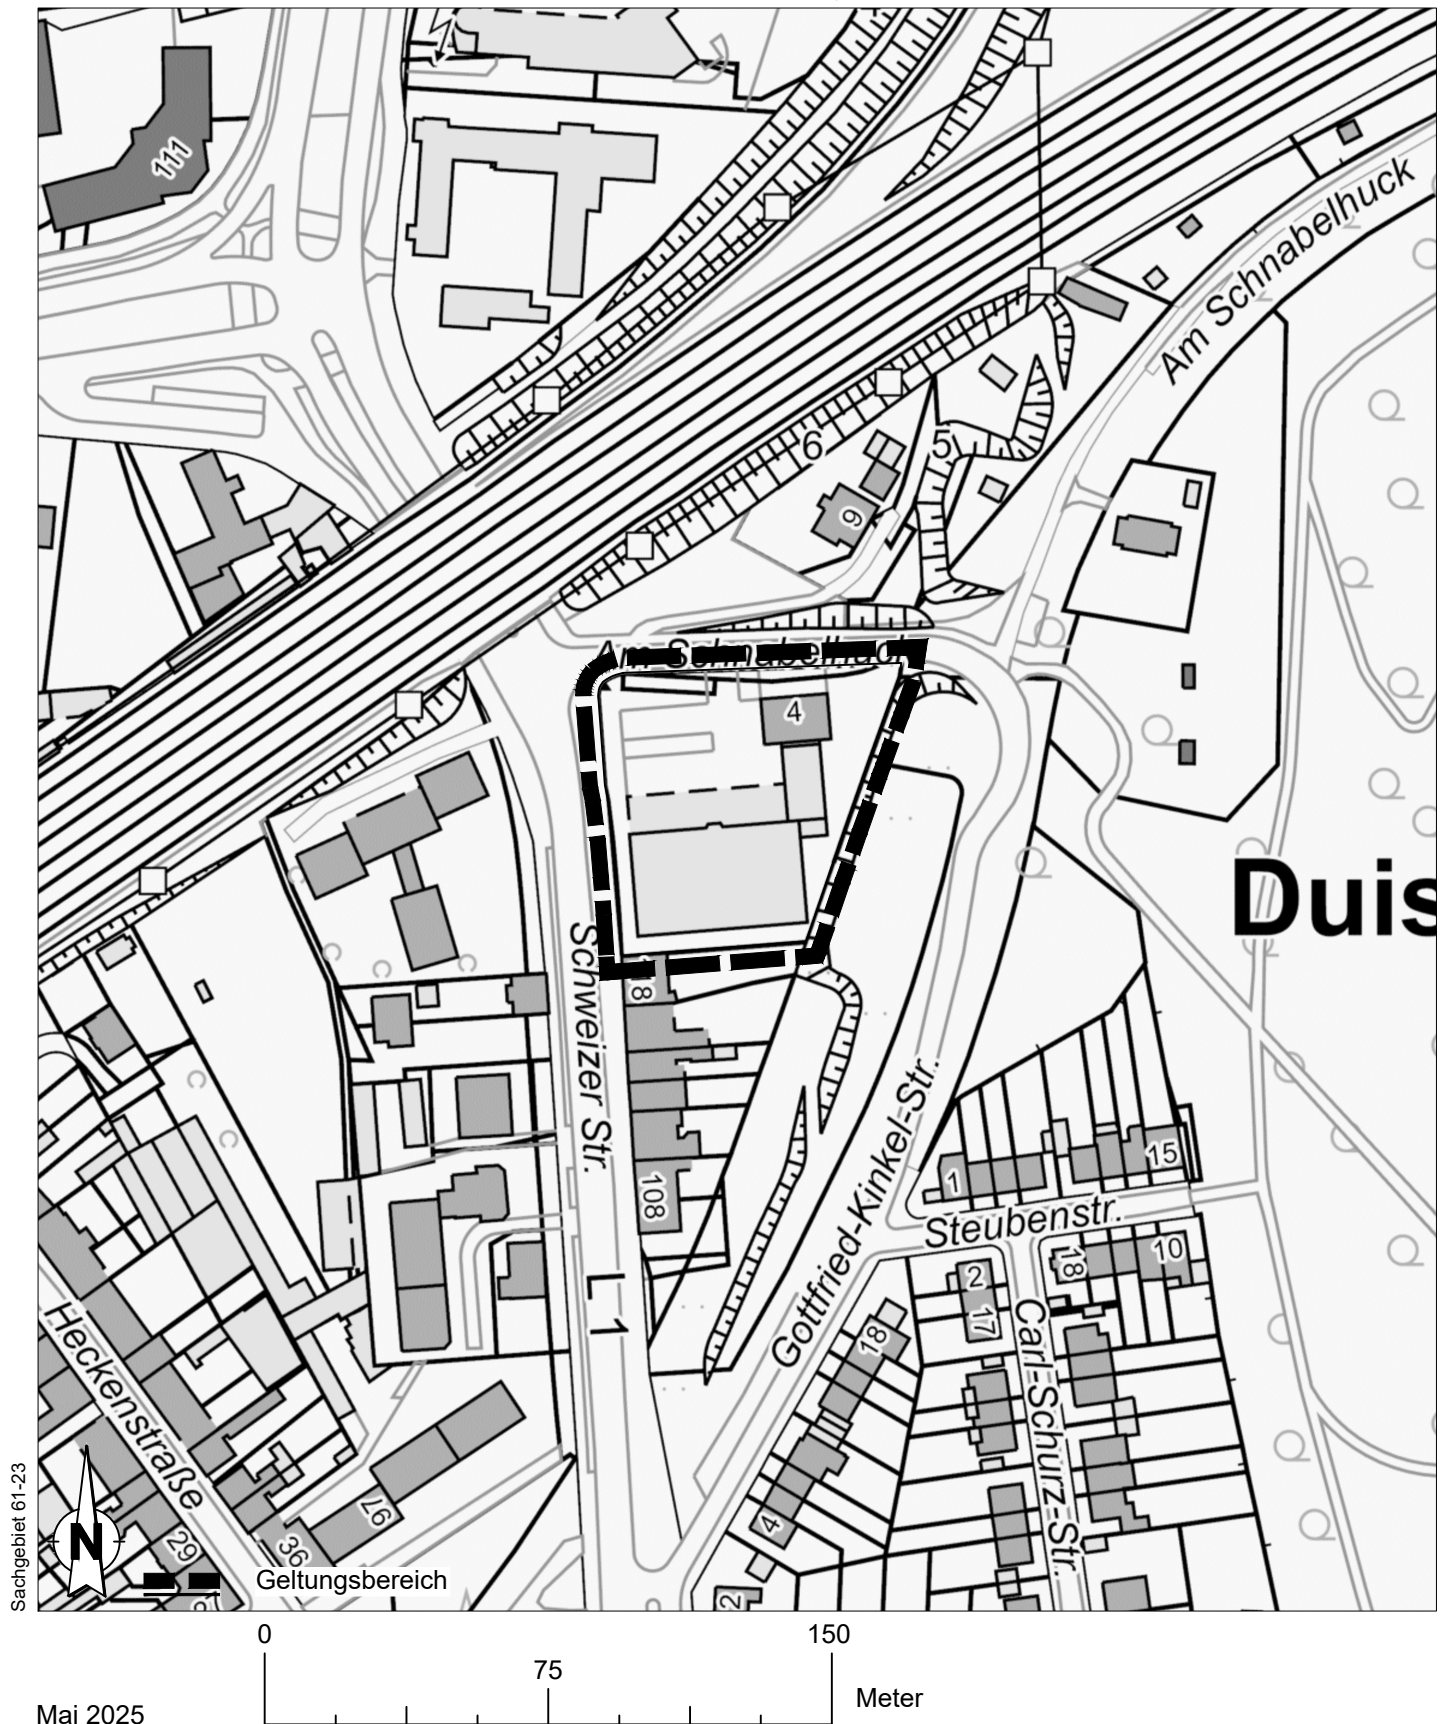 111
Am Schnabelhuck
6
5
9
Am Schnabelhuck
4
Duis
118
Schweizer Str.
108
L 1
Gottfried-Kinkel-Str.
1
15
Steubenstr.
18
10
2
17
Carl-Schurz-Str.
18
4
2
Heckenstraße
29
36
97
N
Geltungsbereich
Sachgebiet 61-23
0
150
75
Meter
Mai 2025